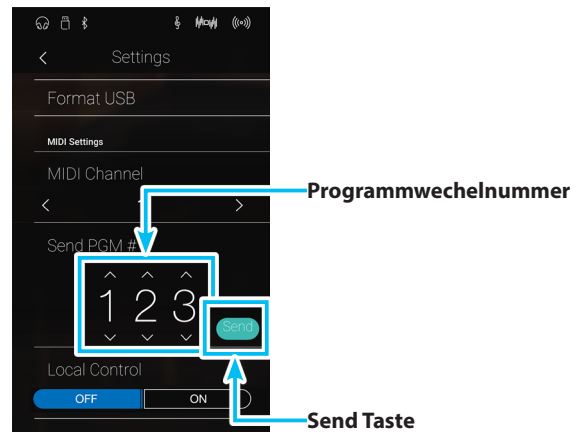 Settings
Format USB
MIDI Settings
MIDI Channel
Programmwechelnummer
Send PGM #
1 2 3
Send
Local Control
OFF ON
Send Taste